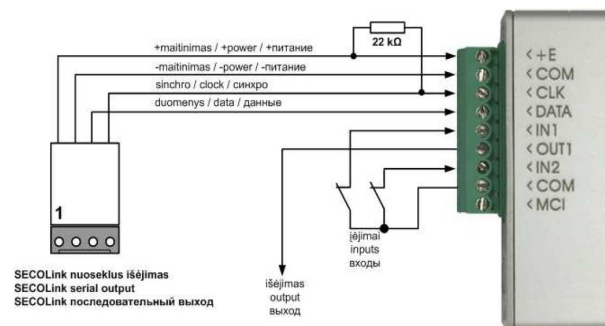 22 kΩ
+maitinimas / +power / +питание
-maitinimas / -power / -питание
sinchro / clock / синхро
duomenys / data / данные
<+E
<COM
<CLK
<DATA
<IN1
<OUT1
<IN2
<COM
<MCI
1
įėjimai
inputs
входы
išėjimas
output
выход
SECOLink nuoseklus išėjimas
SECOLink serial output
SECOLink последовательный выход